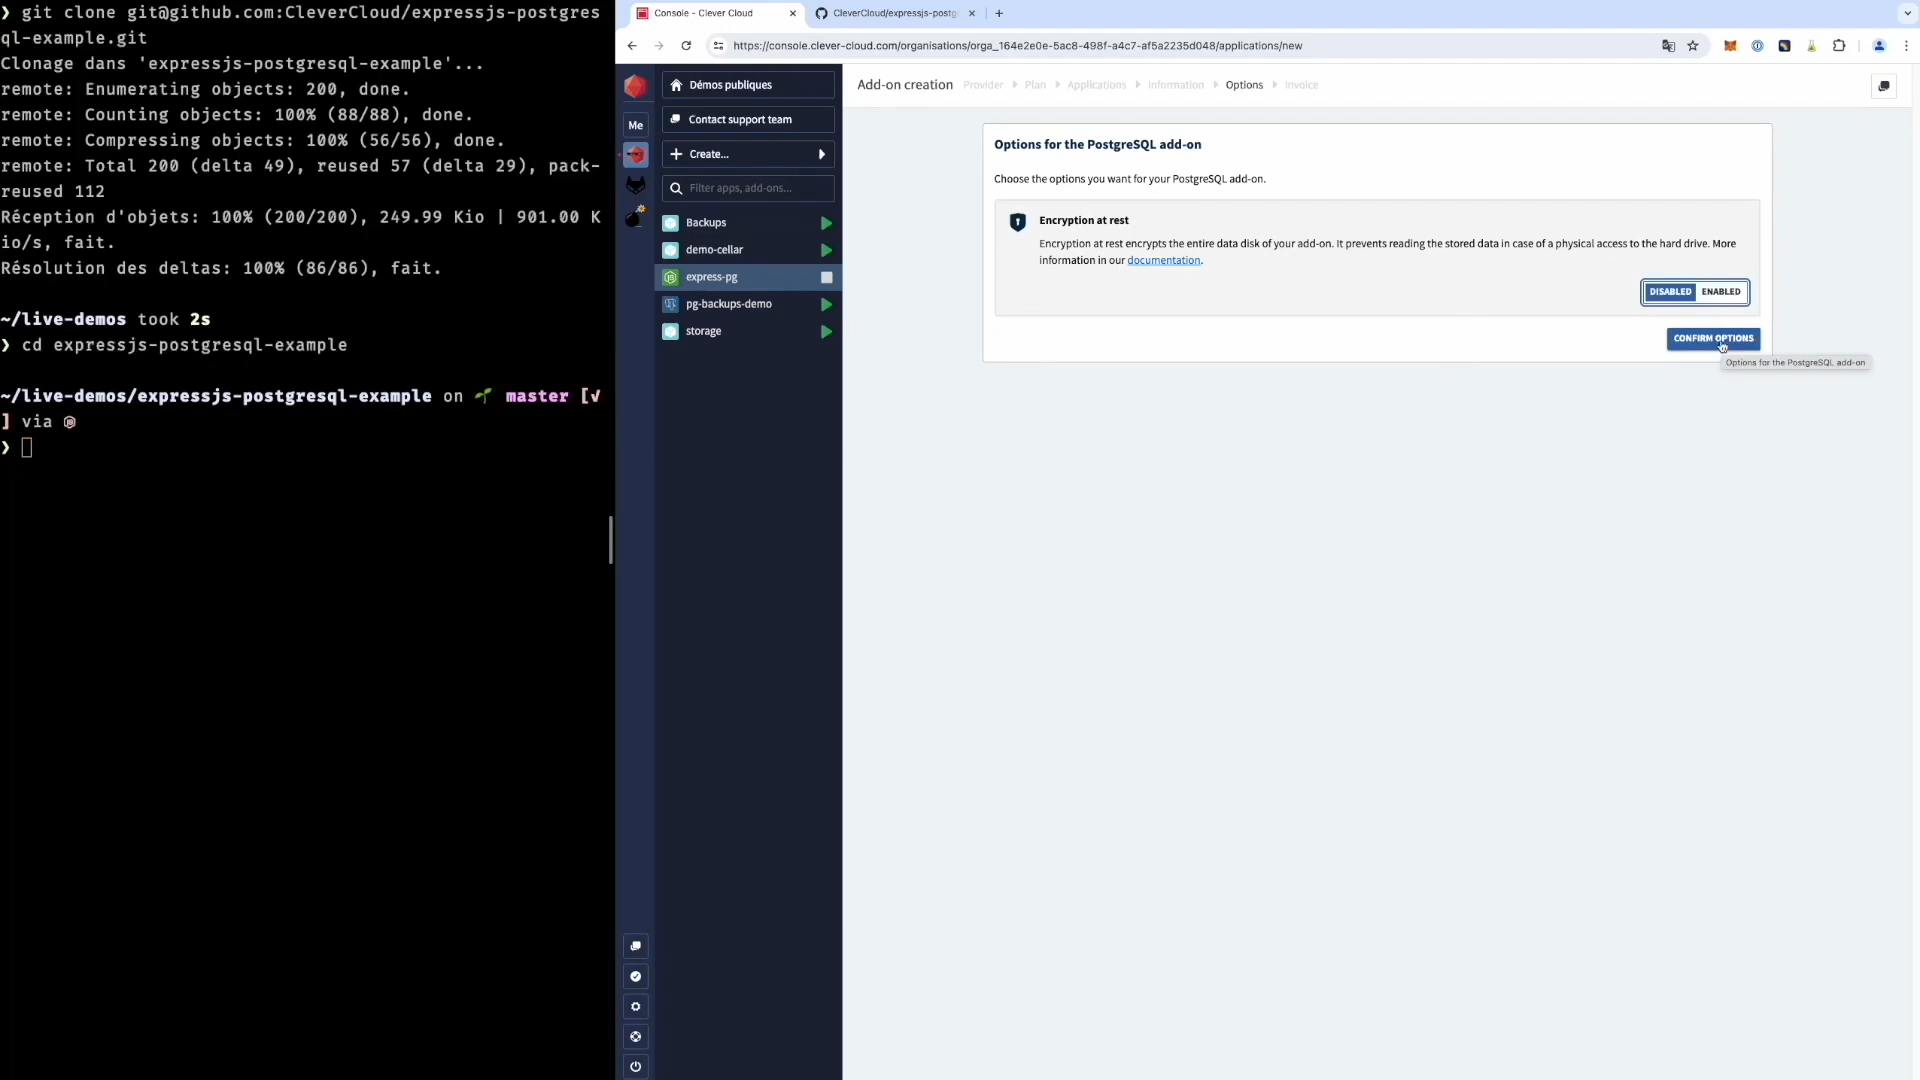 ❯ git clone git@github.com:CleverCloud/expressjs-postgres
ql-example.git
Clonage dans 'expressjs-postgresql-example'...
remote: Enumerating objects: 200, done.
remote: Counting objects: 100% (88/88), done.
remote: Compressing objects: 100% (56/56), done.
remote: Total 200 (delta 49), reused 57 (delta 29), pack-
reused 112
Réception d'objets: 100% (200/200), 249.99 Kio | 901.00 K
io/s, fait.
Résolution des deltas: 100% (86/86), fait.
~/live-demos took 2s
❯ cd expressjs-postgresql-example
~/live-demos/expressjs-postgresql-example on master [√
] via
❯
Console - Clever Cloud
CleverCloud/expressjs-postg
https://console.clever-cloud.com/organisations/orga_164e2e0e-5ac8-498f-a4c7-af5a2235d048/applications/new
Me
Démos publiques
Contact support team
Create...
Filter apps, add-ons...
Backups
demo-cellar
express-pg
pg-backups-demo
storage
Add-on creation Provider Plan Applications Information Options Invoice
Options for the PostgreSQL add-on
Choose the options you want for your PostgreSQL add-on.
Encryption at rest
Encryption at rest encrypts the entire data disk of your add-on. It prevents reading the stored data in case of a physical access to the hard drive. More
information in our documentation.
DISABLED ENABLED
CONFIRM OPTIONS
Options for the PostgreSQL add-on